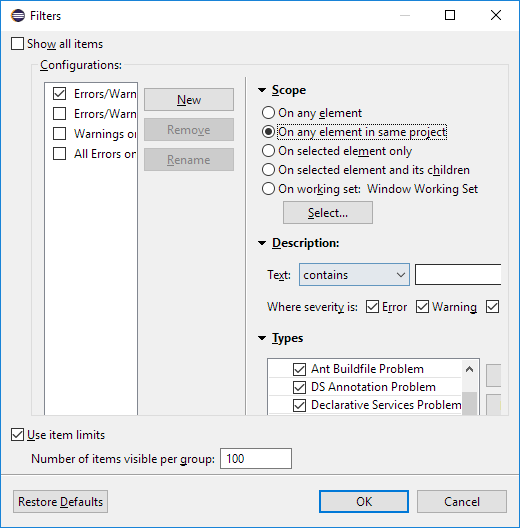 Filters
Show all items
Configurations:
Errors/Warn
Errors/Warn
Warnings o
All Errors or
New
Remove
Rename
Scope
On any element
On any element in same project
On selected element only
On selected element and its children
On working set: Window Working Set
Select...
Description:
Text: contains
Where severity is: Error Warning
Types
Ant Buildfile Problem
DS Annotation Problem
Declarative Services Problem
Use item limits
Number of items visible per group: 100
Restore Defaults OK Cancel